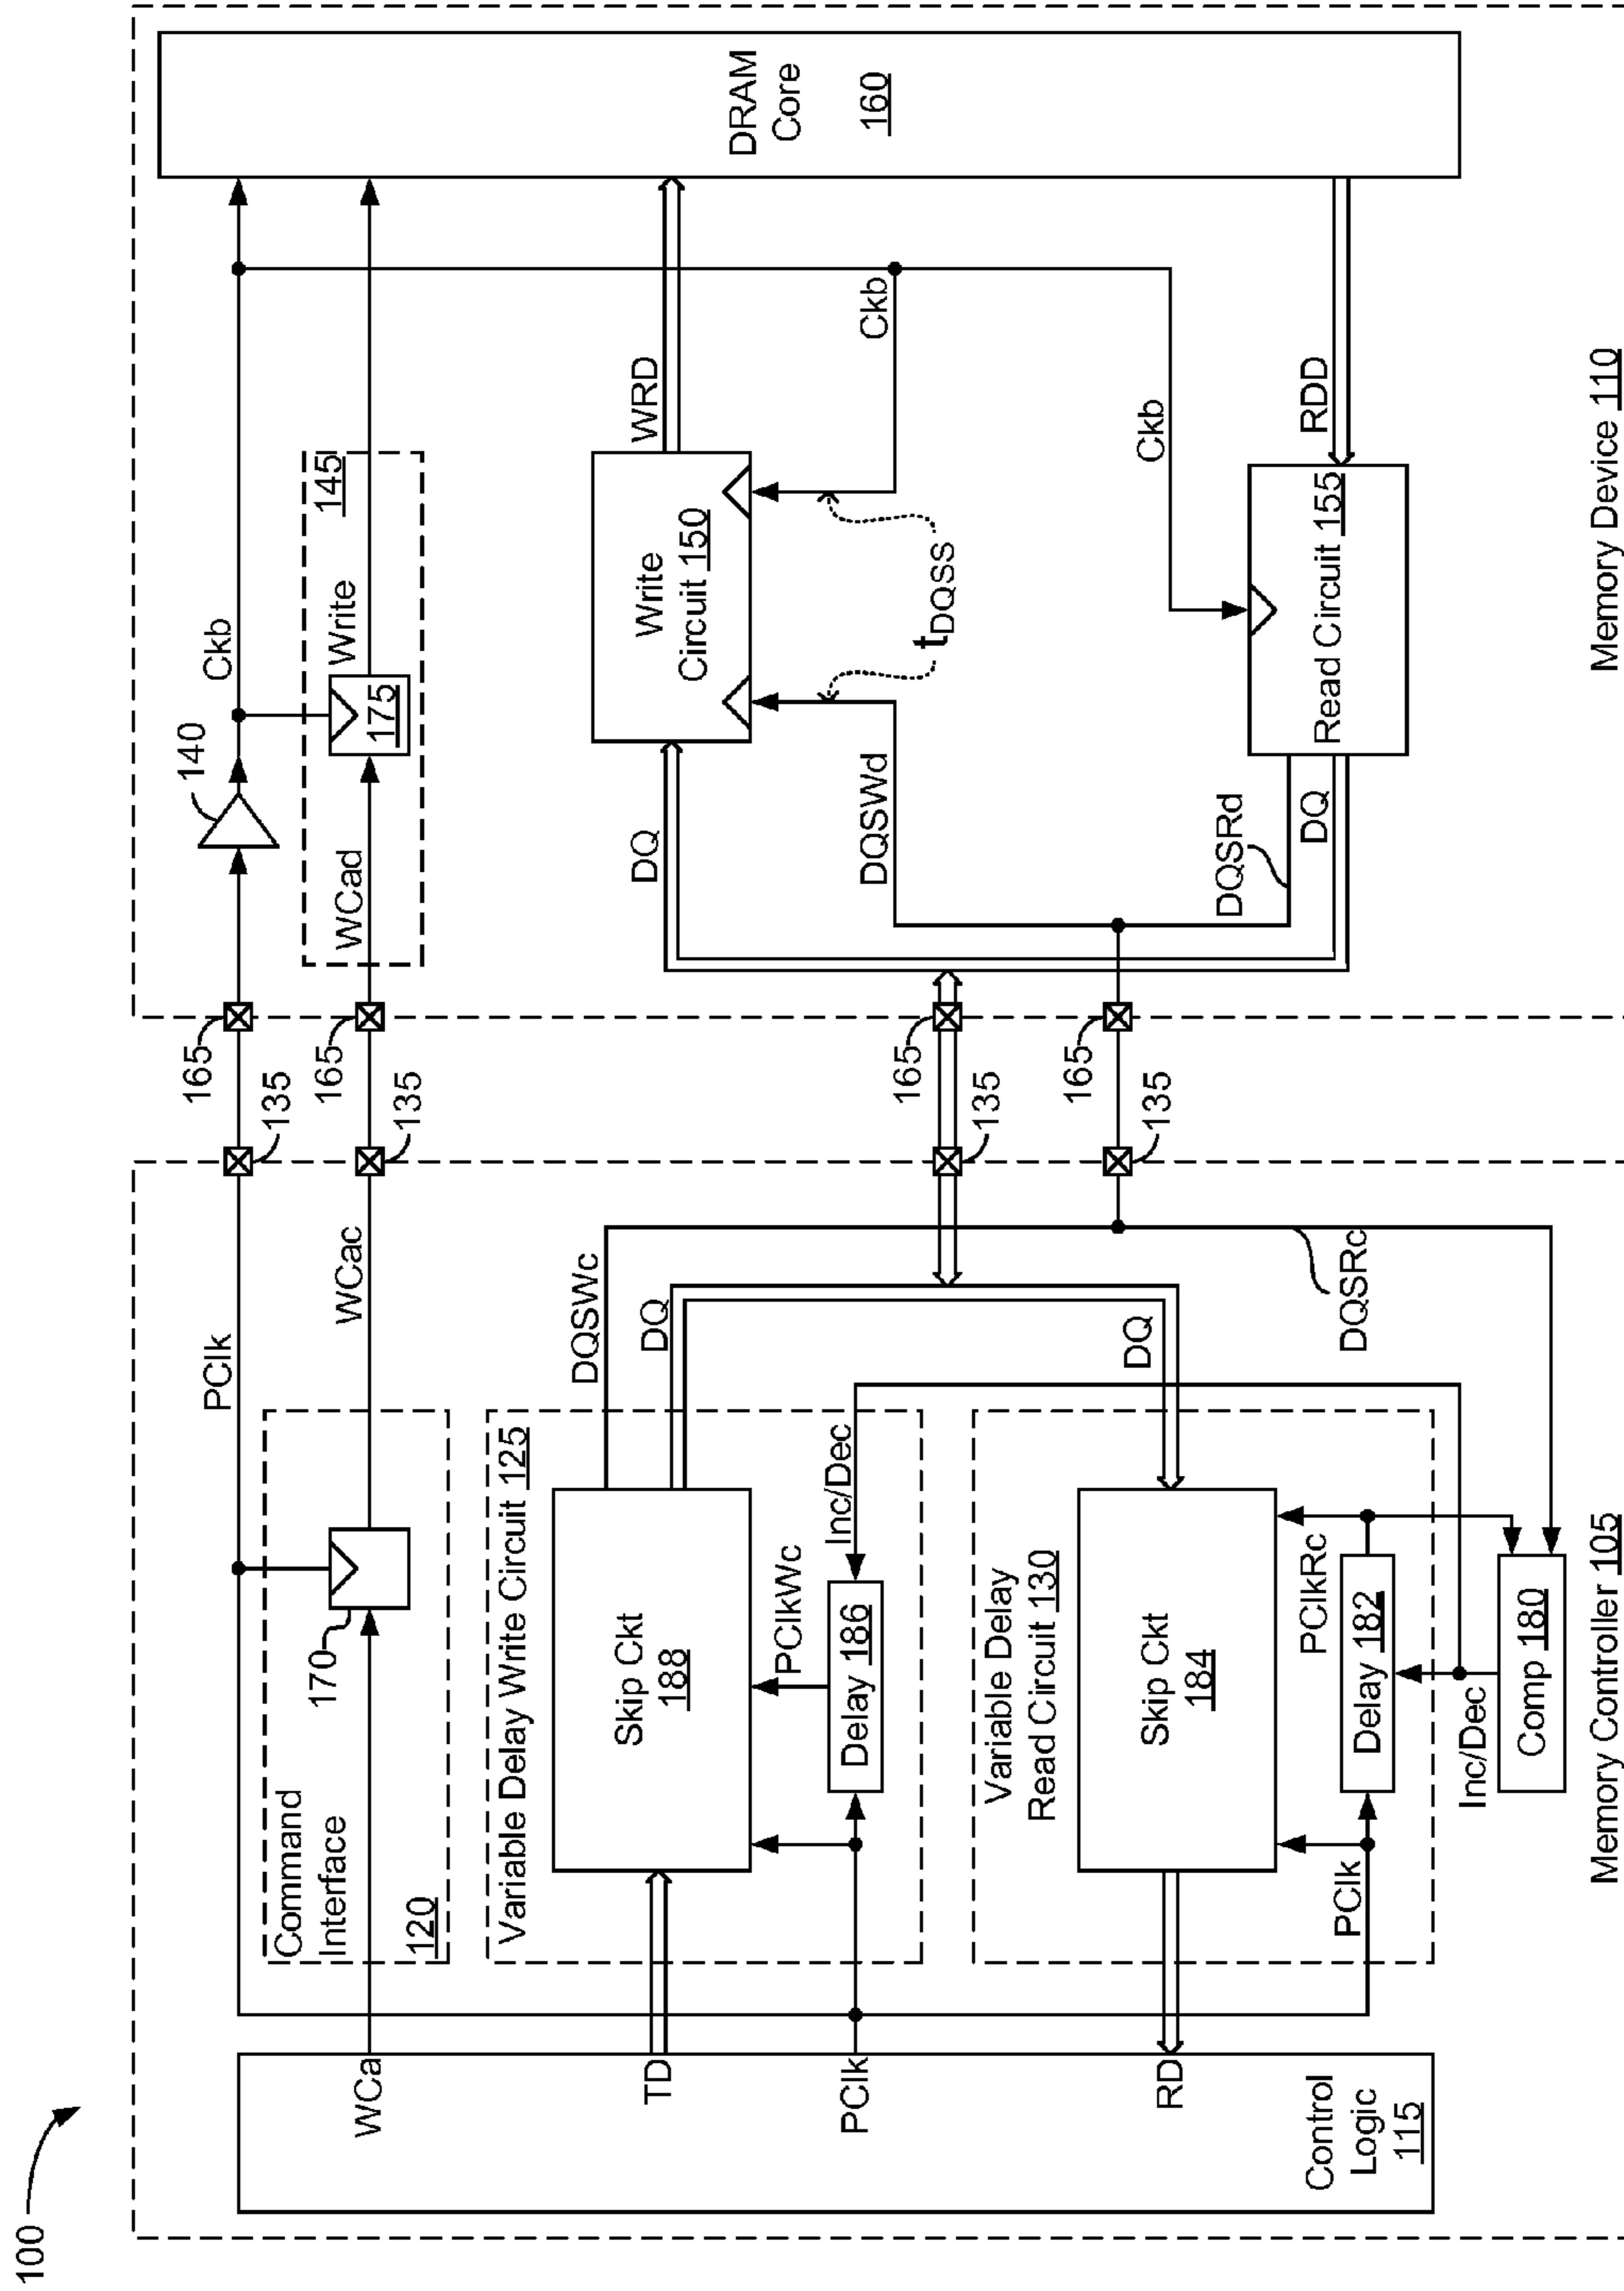 100
WCa
TD
PClk
RD
Control
Logic
115
Command
Interface
120
170
PClk
WCac
Variable Delay Write Circuit 125
Skip Ckt
188
PClkWc
Delay 186
Inc/Dec
DQSWc
DQ
Variable Delay
Read Circuit 130
Skip Ckt
184
PClk
PClkRc
Delay 182
Inc/Dec
Comp 180
DQ
DQSRc
Memory Controller 105
135
135
135
135
165
165
165
165
140
Ckb
WCad
Write
175
145
DQ
DQSWd
Write
Circuit 150
WRD
tDQSS
Ckb
Ckb
DQSRd
DQ
Read Circuit 155
RDD
DRAM
Core
160
Memory Device 110